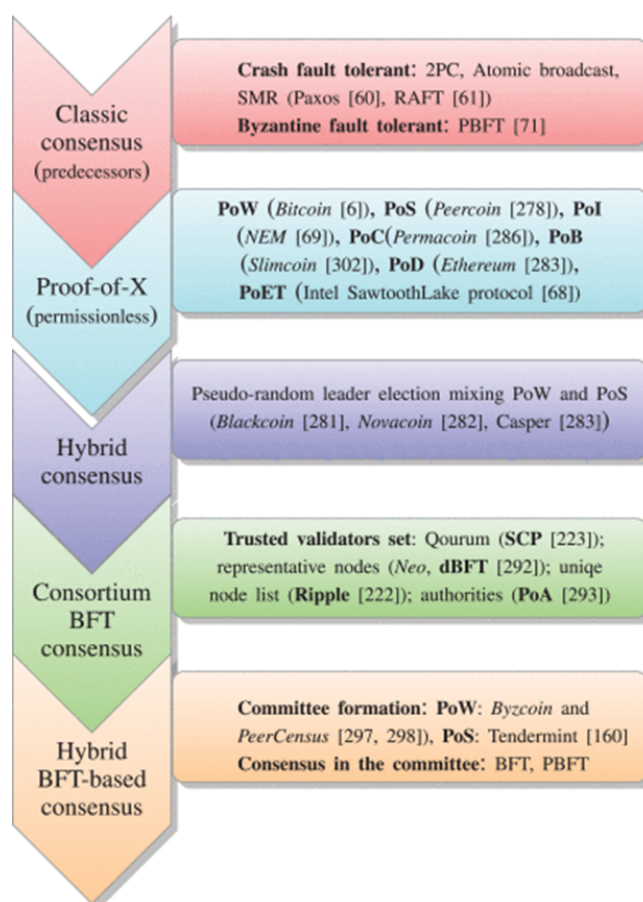 Classic
consensus
(predecessors)
Crash fault tolerant: 2PC, Atomic broadcast,
SMR (Paxos [60], RAFT [61])
Byzantine fault tolerant: PBFT [71]
Proof-of-X
(permissionless)
PoW (Bitcoin [6]), PoS (Peercoin [278]), PoI
(NEM [69]), PoC(Permacoin [286]), PoB
(Slimcoin [302]), PoD (Ethereum [283]),
PoET (Intel SawtoothLake protocol [68])
Hybrid
consensus
Pseudo-random leader election mixing PoW and PoS
(Blackcoin [281], Novacoin [282], Casper [283])
Consortium
BFT
consensus
Trusted validators set: Qourum (SCP [223]);
representative nodes (Neo, dBFT [292]); uniqe
node list (Ripple [222]); authorities (PoA [293])
Hybrid
BFT-based
consensus
Committee formation: PoW: Byzcoin and
PeerCensus [297, 298]), PoS: Tendermint [160]
Consensus in the committee: BFT, PBFT